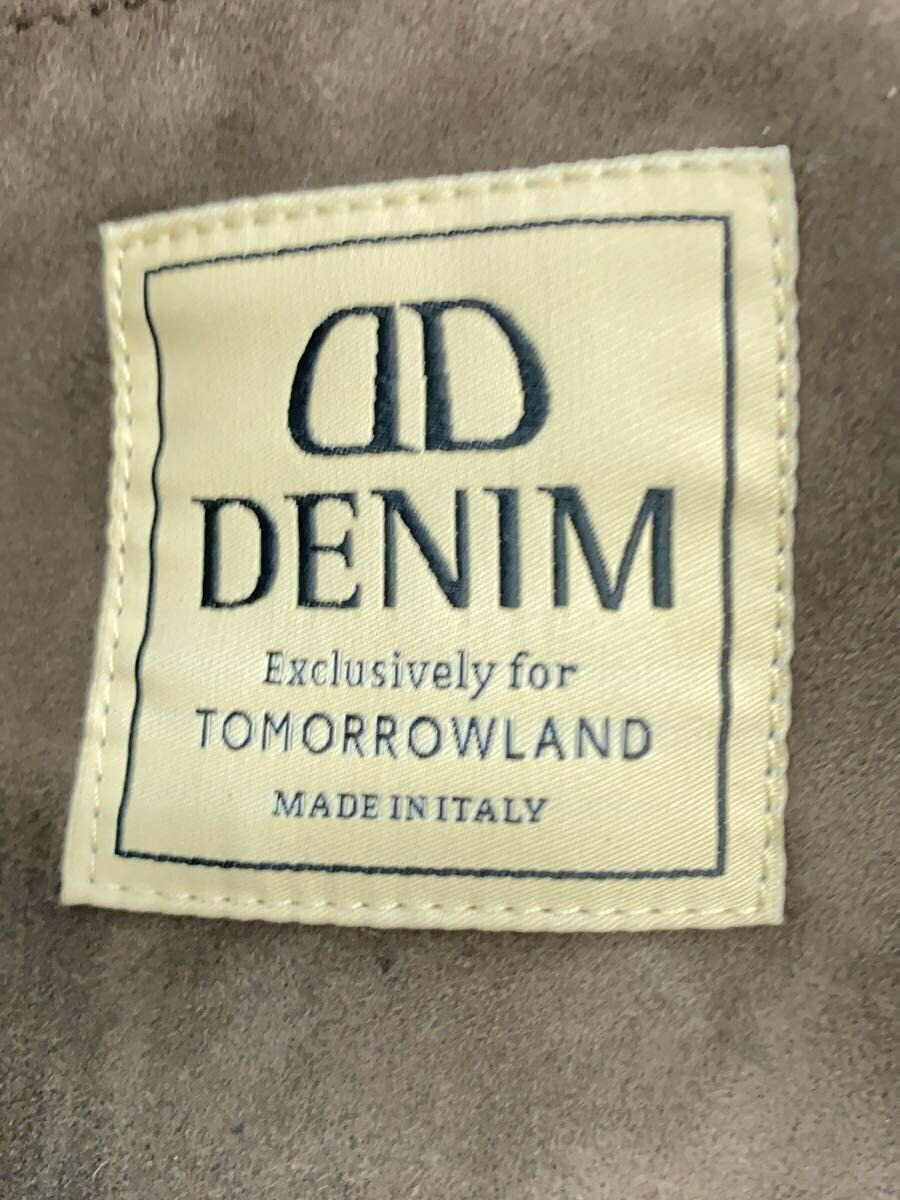 DD
DENIM
Exclusively for
TOMORROWLAND
MADE IN ITALY